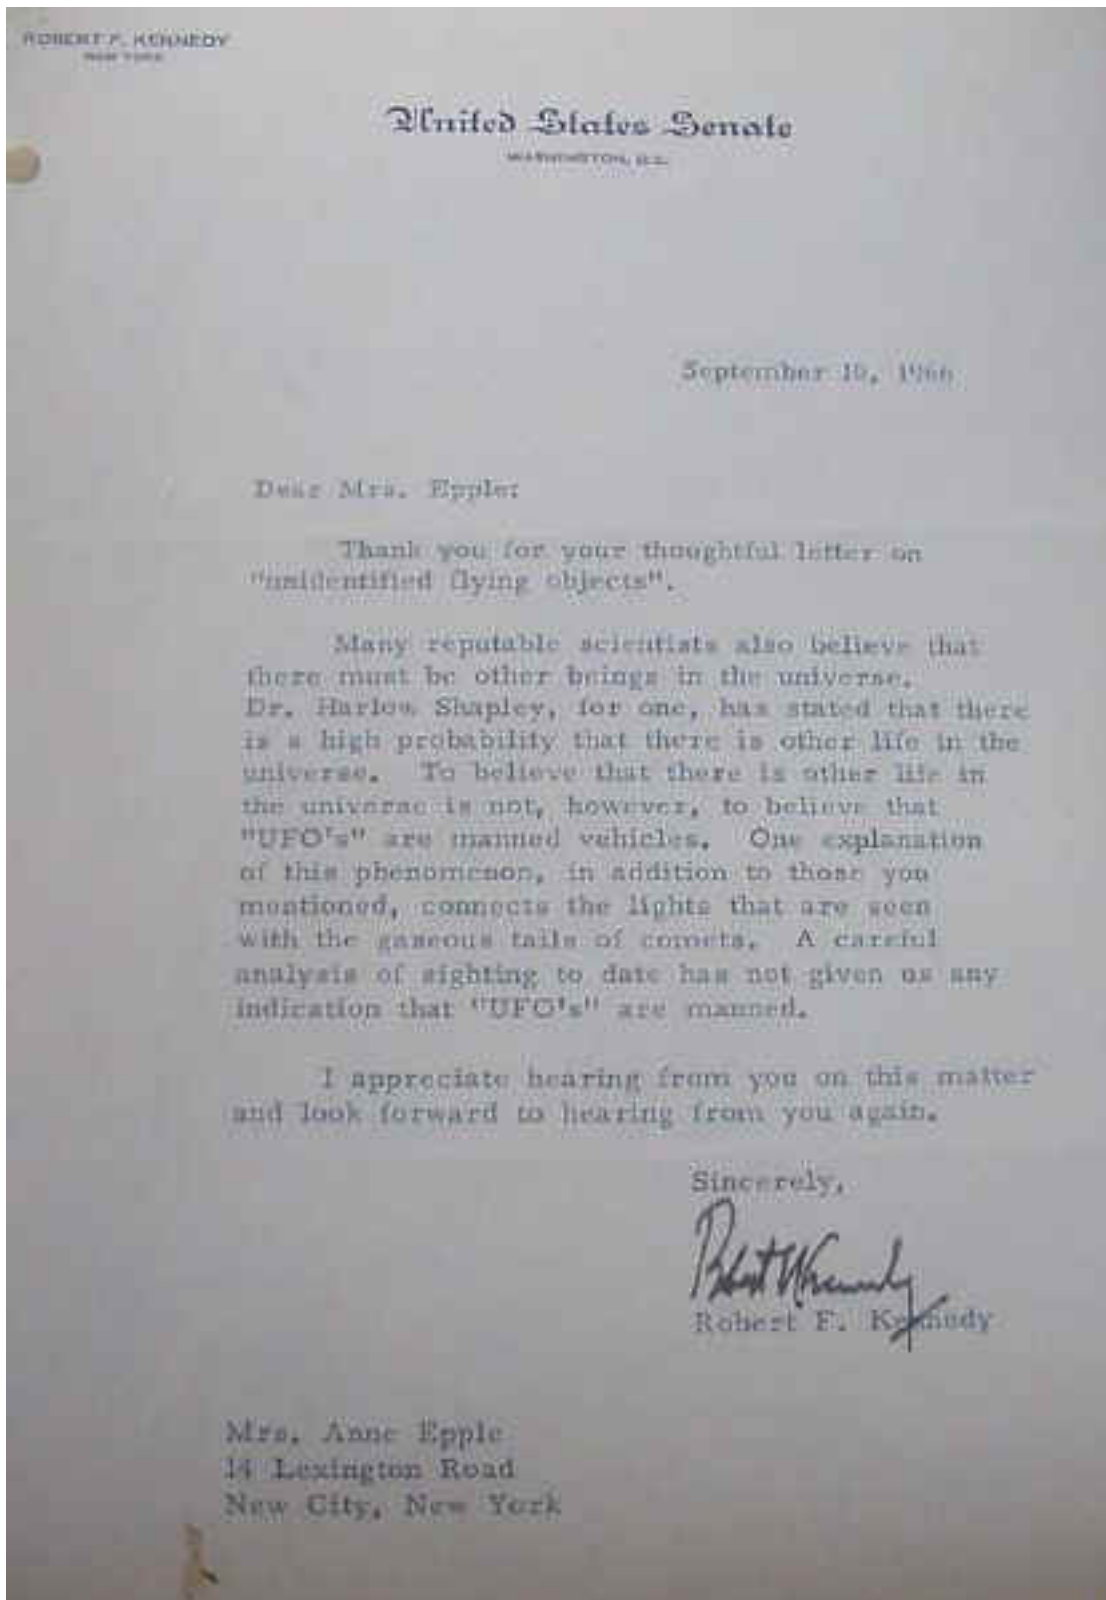 ROBERT F. KENNEDY
NEW YORK
United States Senate
WASHINGTON, D.C.
September 10, 1966
Dear Mrs. Epple:
Thank you for your thoughtful letter on
"unidentified flying objects".
Many reputable scientists also believe that
there must be other beings in the universe.
Dr. Harlow Shapley, for one, has stated that there
is a high probability that there is other life in the
universe. To believe that there is other life in
the universe is not, however, to believe that
"UFO's" are manned vehicles. One explanation
of this phenomenon, in addition to those you
mentioned, connects the lights that are seen
with the gaseous tails of comets. A careful
analysis of sighting to date has not given us any
indication that "UFO's" are manned.
I appreciate hearing from you on this matter
and look forward to hearing from you again.
Sincerely,
Robert Kennedy
Robert F. Kennedy
Mrs. Anne Epple
14 Lexington Road
New City, New York